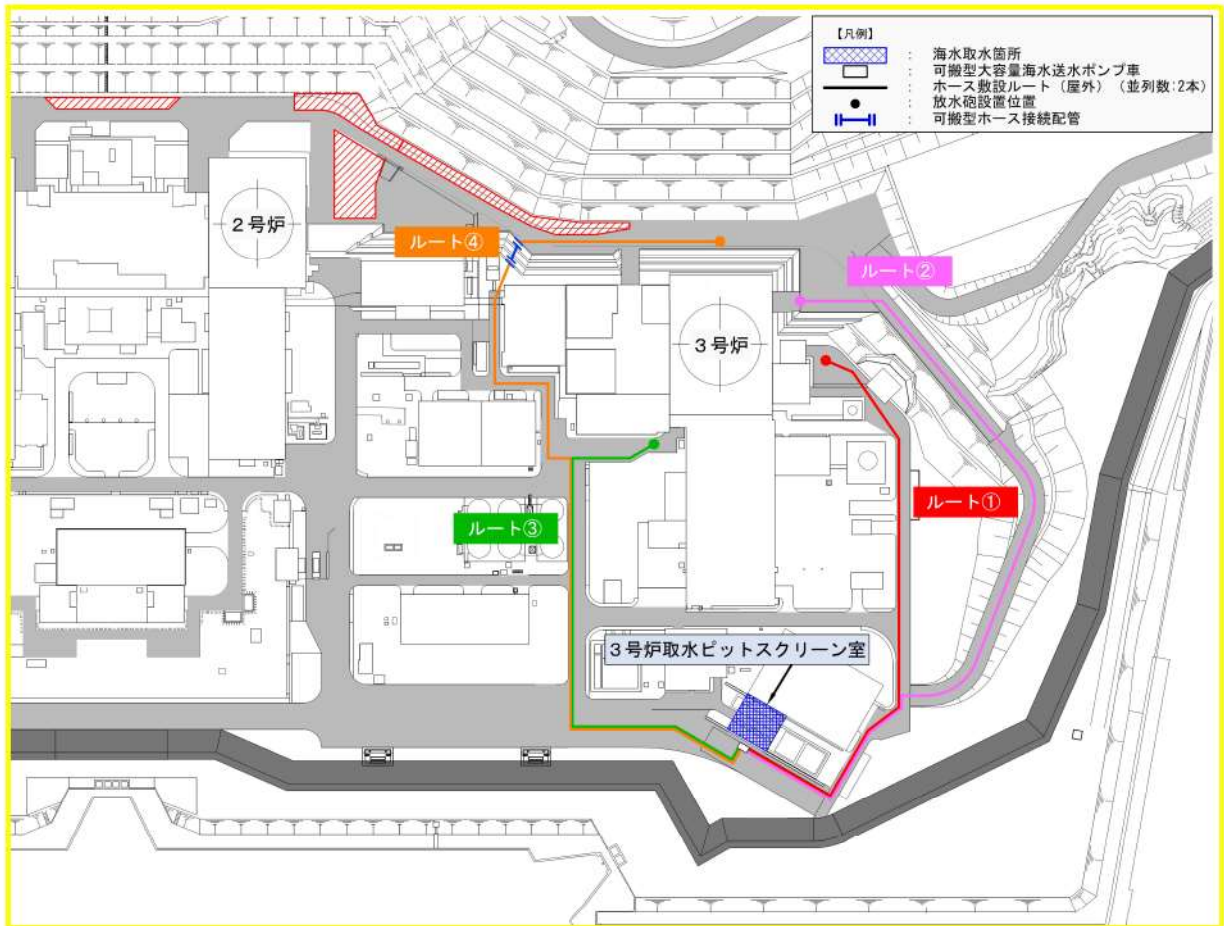 【凡例】
： 海水取水箇所
： 可搬型大容量海水送水ポンプ車
： ホース敷設ルート（屋外）（並列数：2本）
： 放水砲設置位置
： 可搬型ホース接続配管
2号炉
ルート④
ルート②
3号炉
ルート①
ルート③
3号炉取水ピットスクリーン室